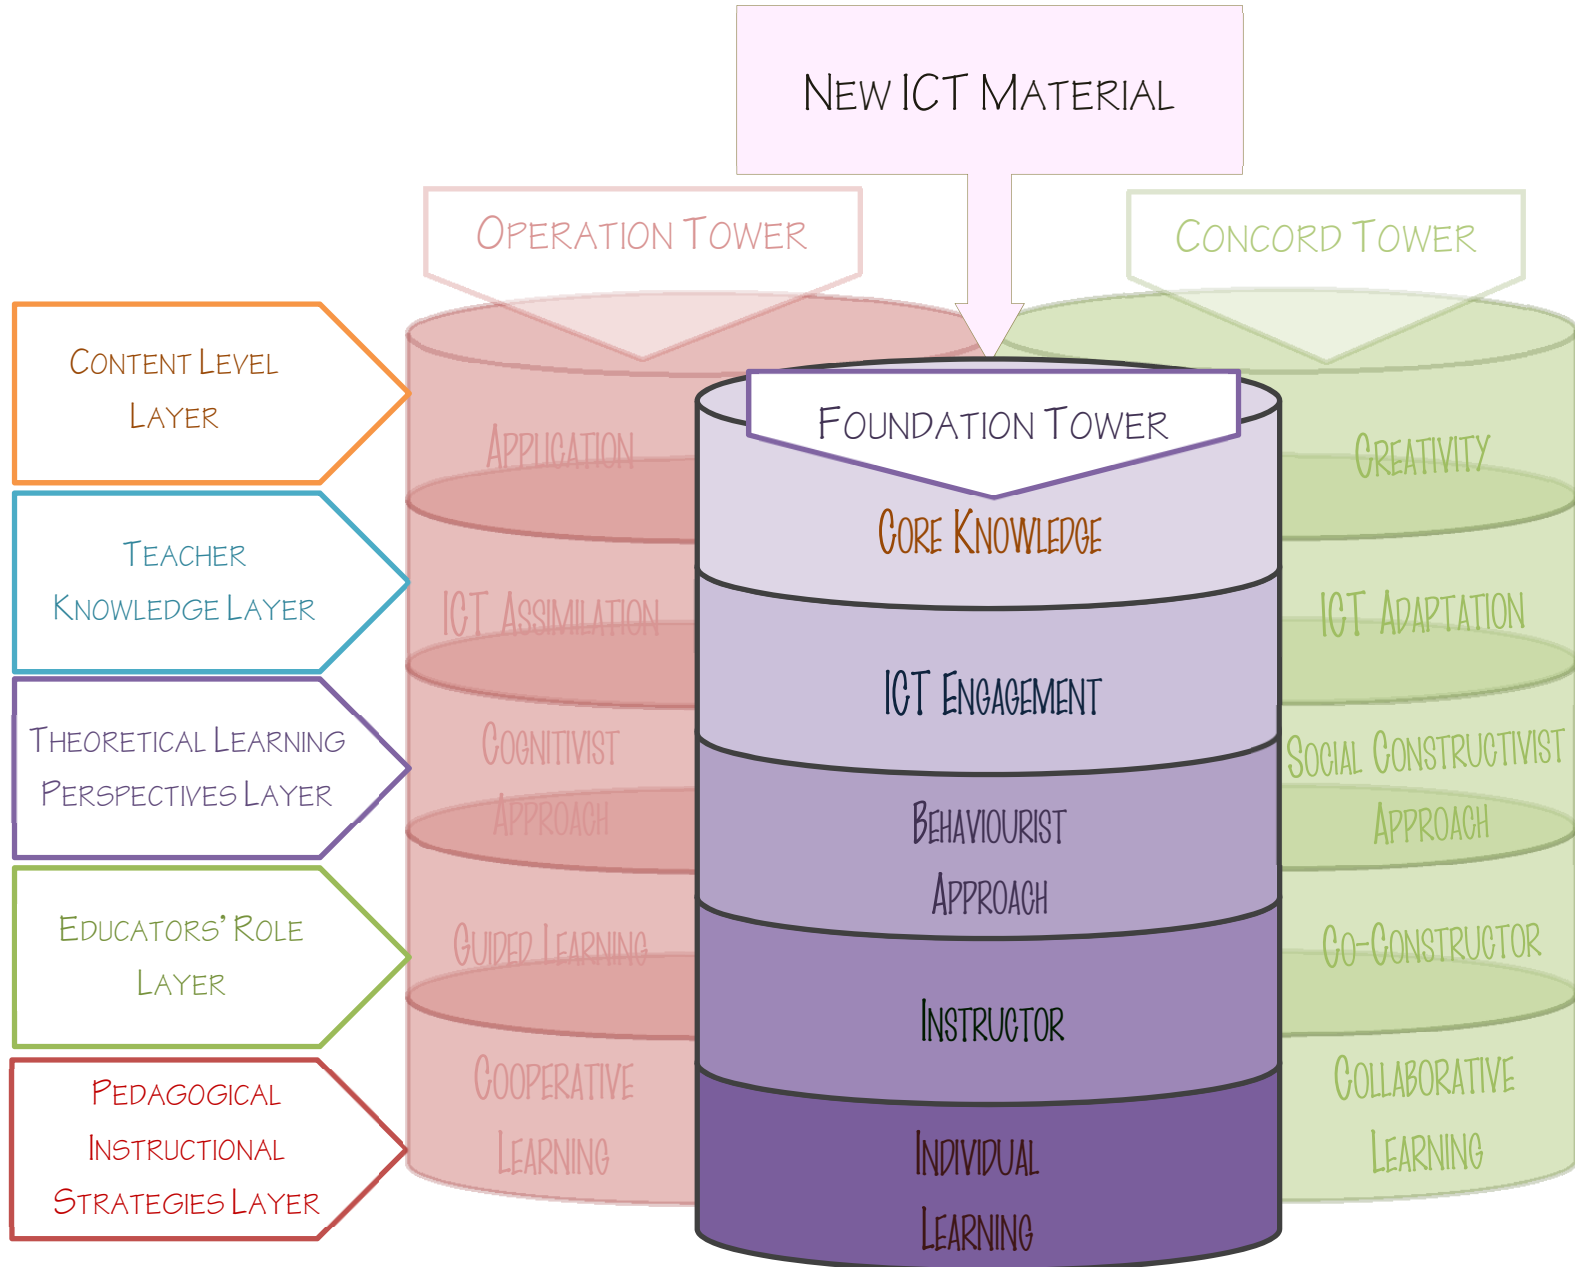 New ICT Material
Operation Tower
Concord Tower
Foundation Tower
Content Level
Layer
Teacher
Knowledge Layer
Theoretical Learning
Perspectives Layer
Educators’ Role
Layer
Pedagogical
Instructional
Strategies Layer
Application
ICT Assimilation
Cognitivist
Approach
Guided Learning
Cooperative
Learning
Core Knowledge
ICT Engagement
Behaviourist
Approach
Instructor
Individual
Learning
Creativity
ICT Adaptation
Social Constructivist
Approach
Co-Constructor
Collaborative
Learning